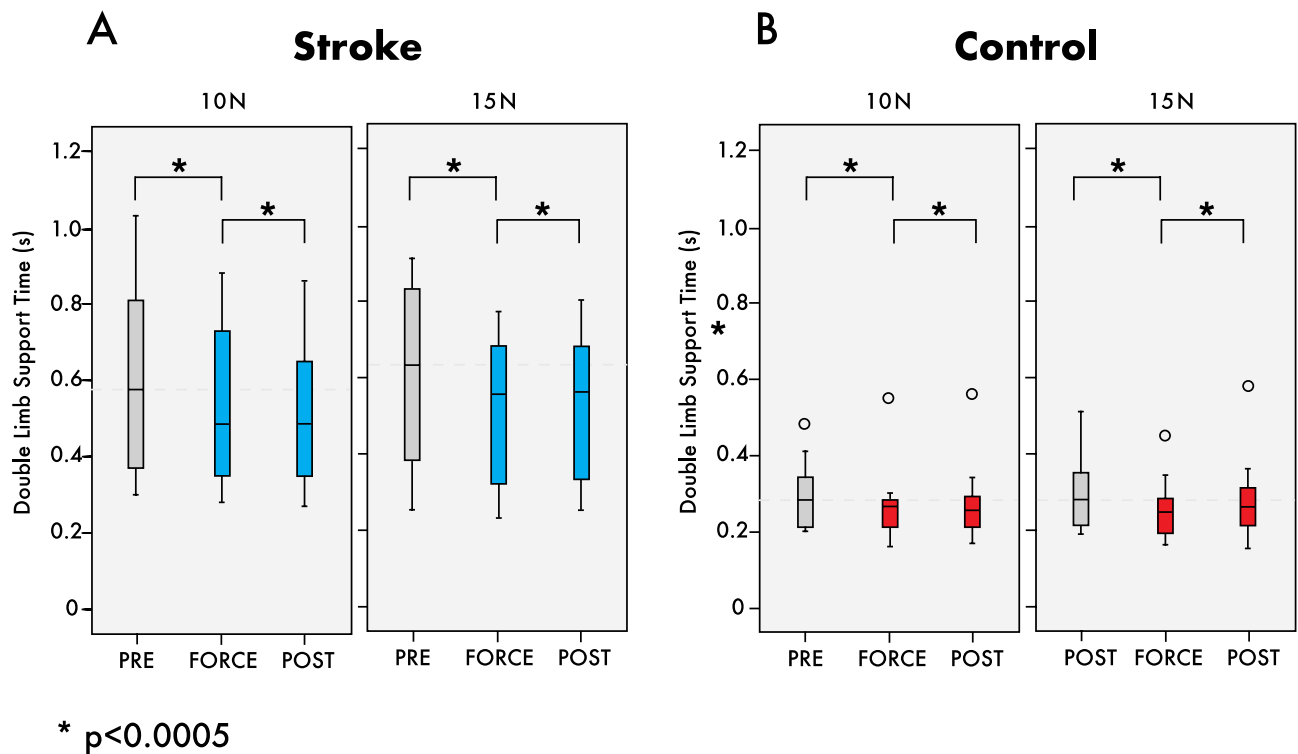 A
Stroke
10N
15N
Double Limb Support Time (s)
1.2
1.0
0.8
0.6
0.4
0.2
0
*
*
*
*
PRE
FORCE
POST
PRE
FORCE
POST
B
Control
10N
15N
Double Limb Support Time (s)
*
1.2
1.0
0.8
0.6
0.4
0.2
0
*
*
*
*
PRE
FORCE
POST
POST
FORCE
POST
* p<0.0005